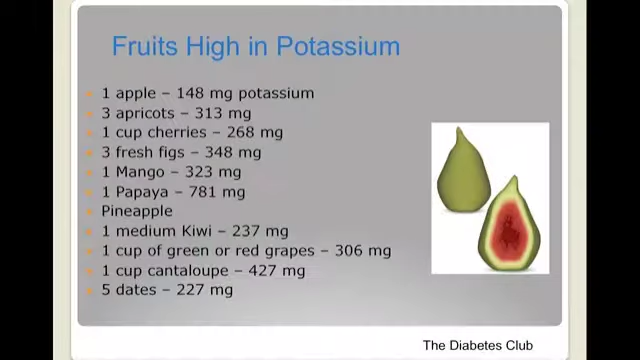 Fruits High in Potassium
1 apple – 148 mg potassium
3 apricots – 313 mg
1 cup cherries – 268 mg
3 fresh figs – 348 mg
1 Mango – 323 mg
1 Papaya – 781 mg
Pineapple
1 medium Kiwi – 237 mg
1 cup of green or red grapes – 306 mg
1 cup cantaloupe – 427 mg
5 dates – 227 mg
The Diabetes Club